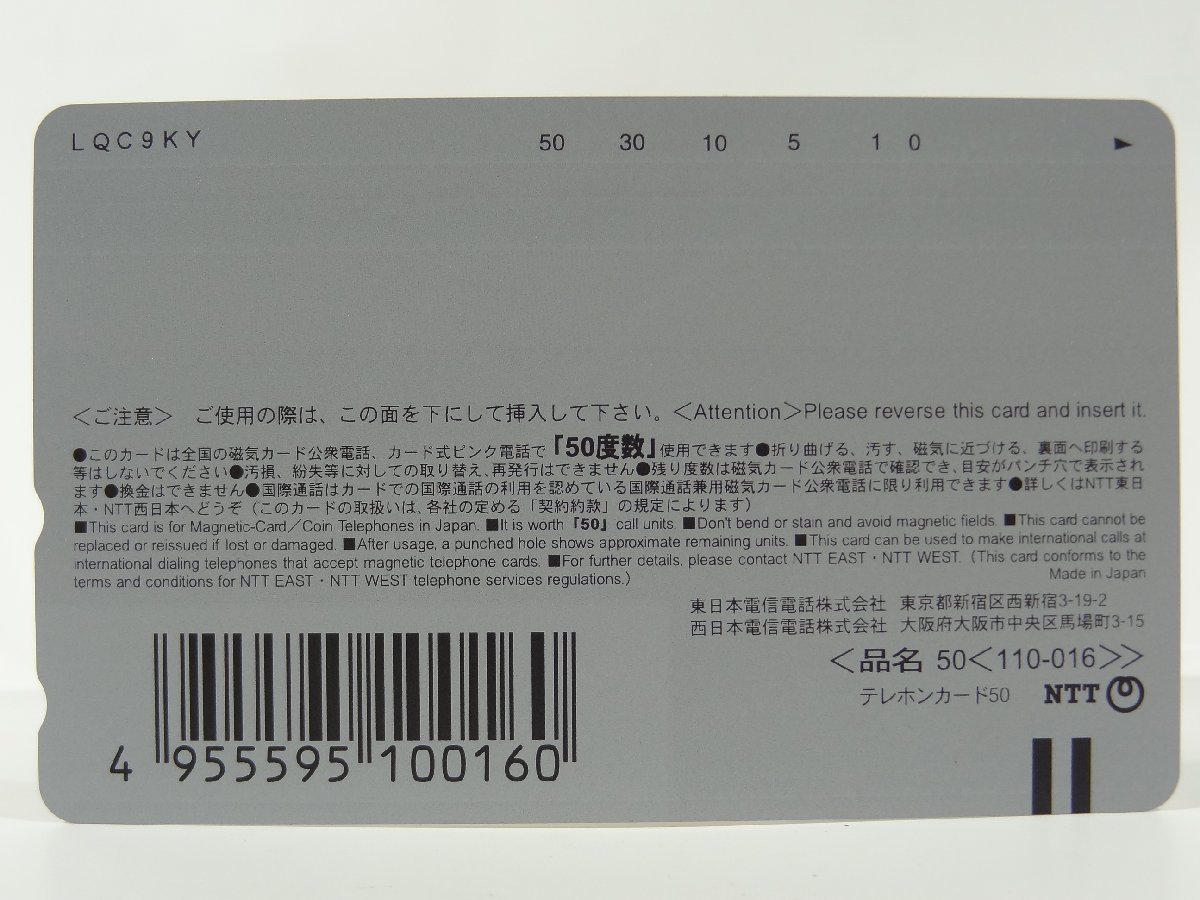 LQC9KY 50 30 10 5 1 0 ►
＜ご注意＞ ご使用の際は、この面を下にして挿入して下さい。＜Attention＞Please reverse this card and insert it.
●このカードは全国の磁気カード公衆電話、カード式ピンク電話で「50度数」使用できます●折り曲げる、汚す、磁気に近づける、裏面へ印刷する
等はしないでください●汚損、紛失等に対しての取り替え、再発行はできません●残り度数は磁気カード公衆電話で確認でき、目安がパンチ穴で表示され
ます●換金はできません●国際通話はカードでの国際通話の利用を認めている国際通話兼用磁気カード公衆電話に限り利用できます●詳しくはNTT東日
本・NTT西日本へどうぞ（このカードの取扱いは、各社の定める「契約約款」の規定によります）
■This card is for Magnetic-Card／Coin Telephones in Japan. ■It is worth「50」call units. ■Don't bend or stain and avoid magnetic fields. ■This card cannot be
replaced or reissued if lost or damaged. ■After usage, a punched hole shows approximate remaining units. ■This card can be used to make international calls at
international dialing telephones that accept magnetic telephone cards. ■For further details, please contact NTT EAST・NTT WEST. (This card conforms to the
terms and conditions for NTT EAST・NTT WEST telephone services regulations.)
Made in Japan
東日本電信電話株式会社 東京都新宿区西新宿3-19-2
西日本電信電話株式会社 大阪府大阪市中央区馬場町3-15
＜品名 50＜110-016＞＞
テレホンカード50 NTT
4 955595 100160